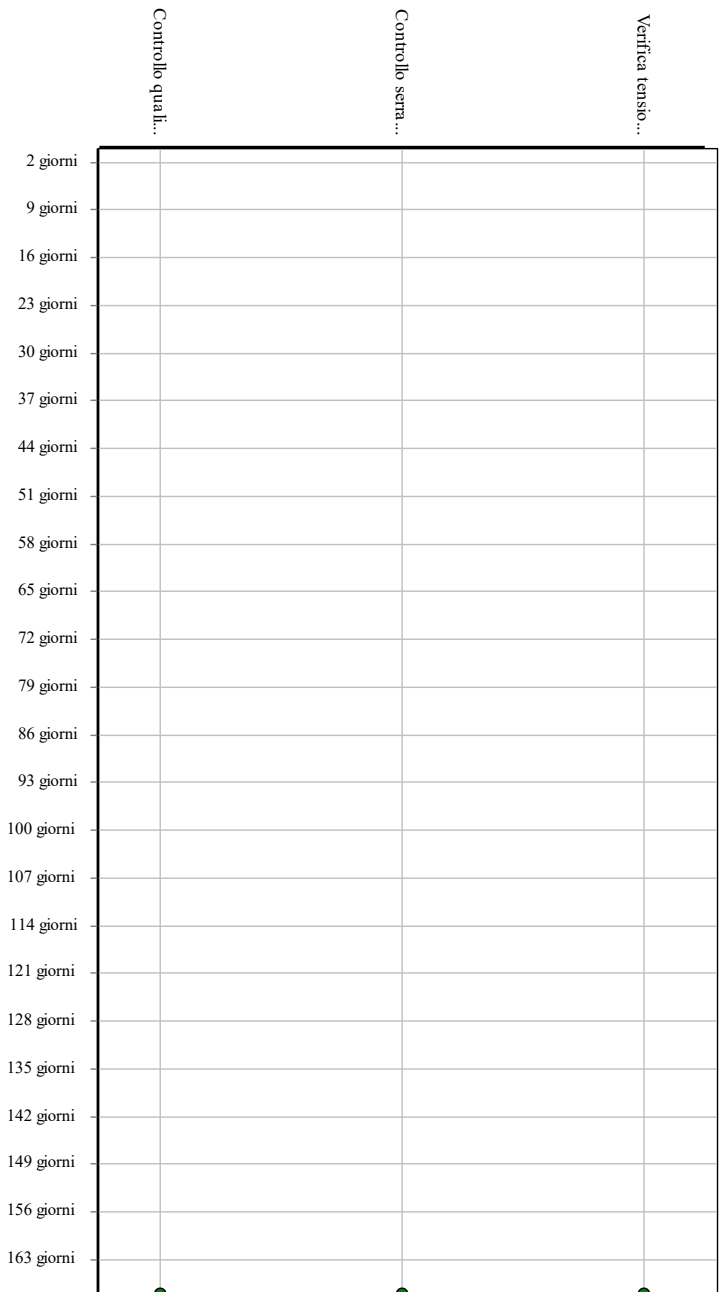 Controllo quali...
Controllo serra...
Verifica tensio...
2 giorni
9 giorni
16 giorni
23 giorni
30 giorni
37 giorni
44 giorni
51 giorni
58 giorni
65 giorni
72 giorni
79 giorni
86 giorni
93 giorni
100 giorni
107 giorni
114 giorni
121 giorni
128 giorni
135 giorni
142 giorni
149 giorni
156 giorni
163 giorni